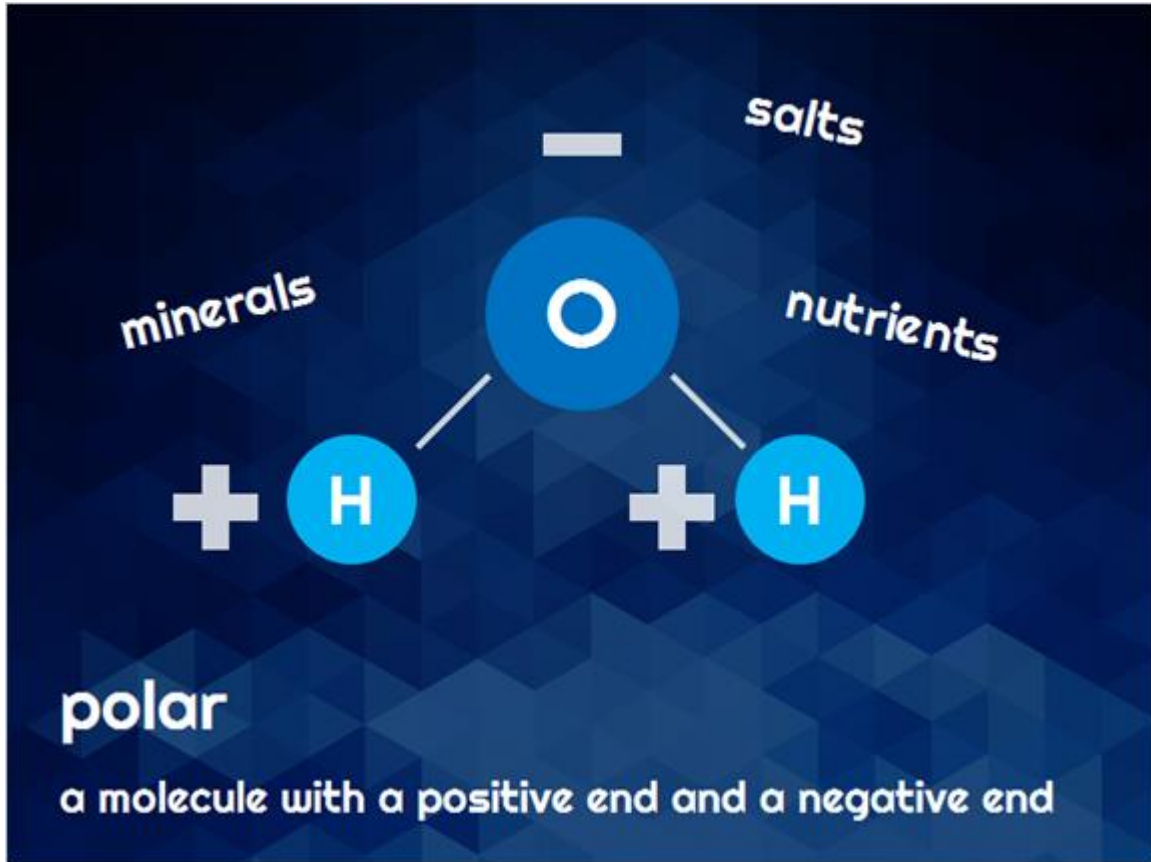 salts
minerals
nutrients
O
H
H
polar
a molecule with a positive end and a negative end